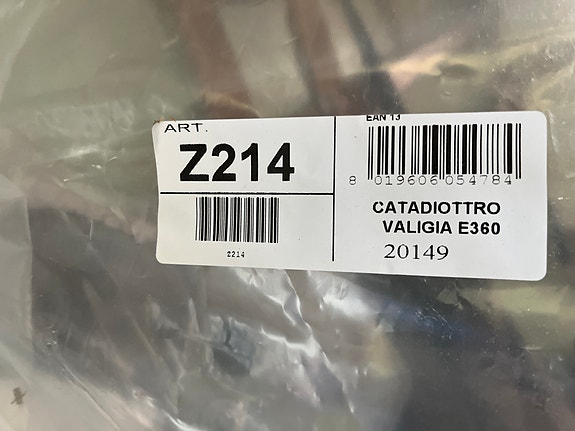 ART.
Z214
Z214
EAN 13
8 019606 054784
CATADIOTTRO
VALIGIA E360
20149